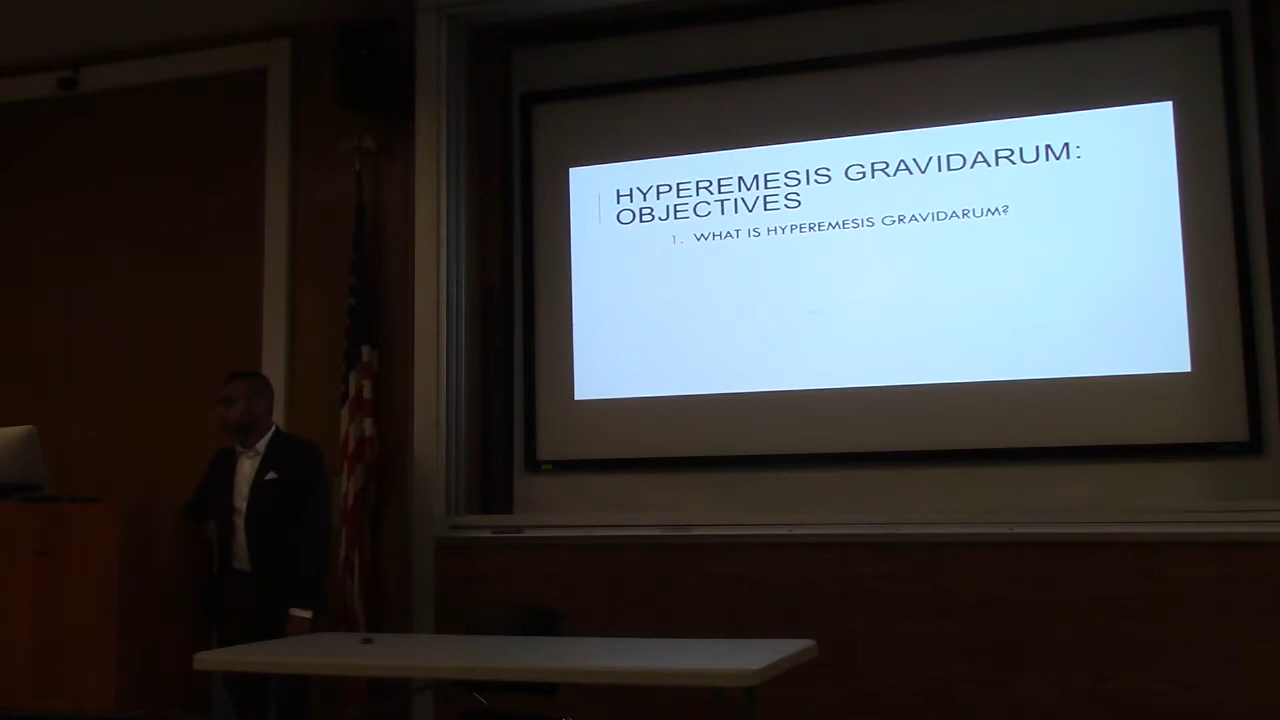 HYPEREMESIS GRAVIDARUM:
OBJECTIVES
1. WHAT IS HYPEREMESIS GRAVIDARUM?